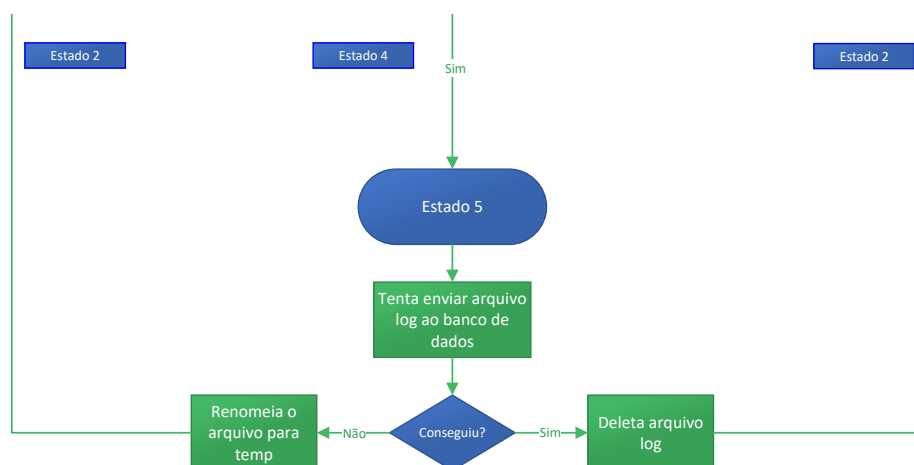 Estado 2
Estado 4
Estado 2
Sim
Estado 5
Tenta enviar arquivo
log ao banco de
dados
Renomeia o
arquivo para
temp
Não
Conseguiu?
Sim
Deleta arquivo
log